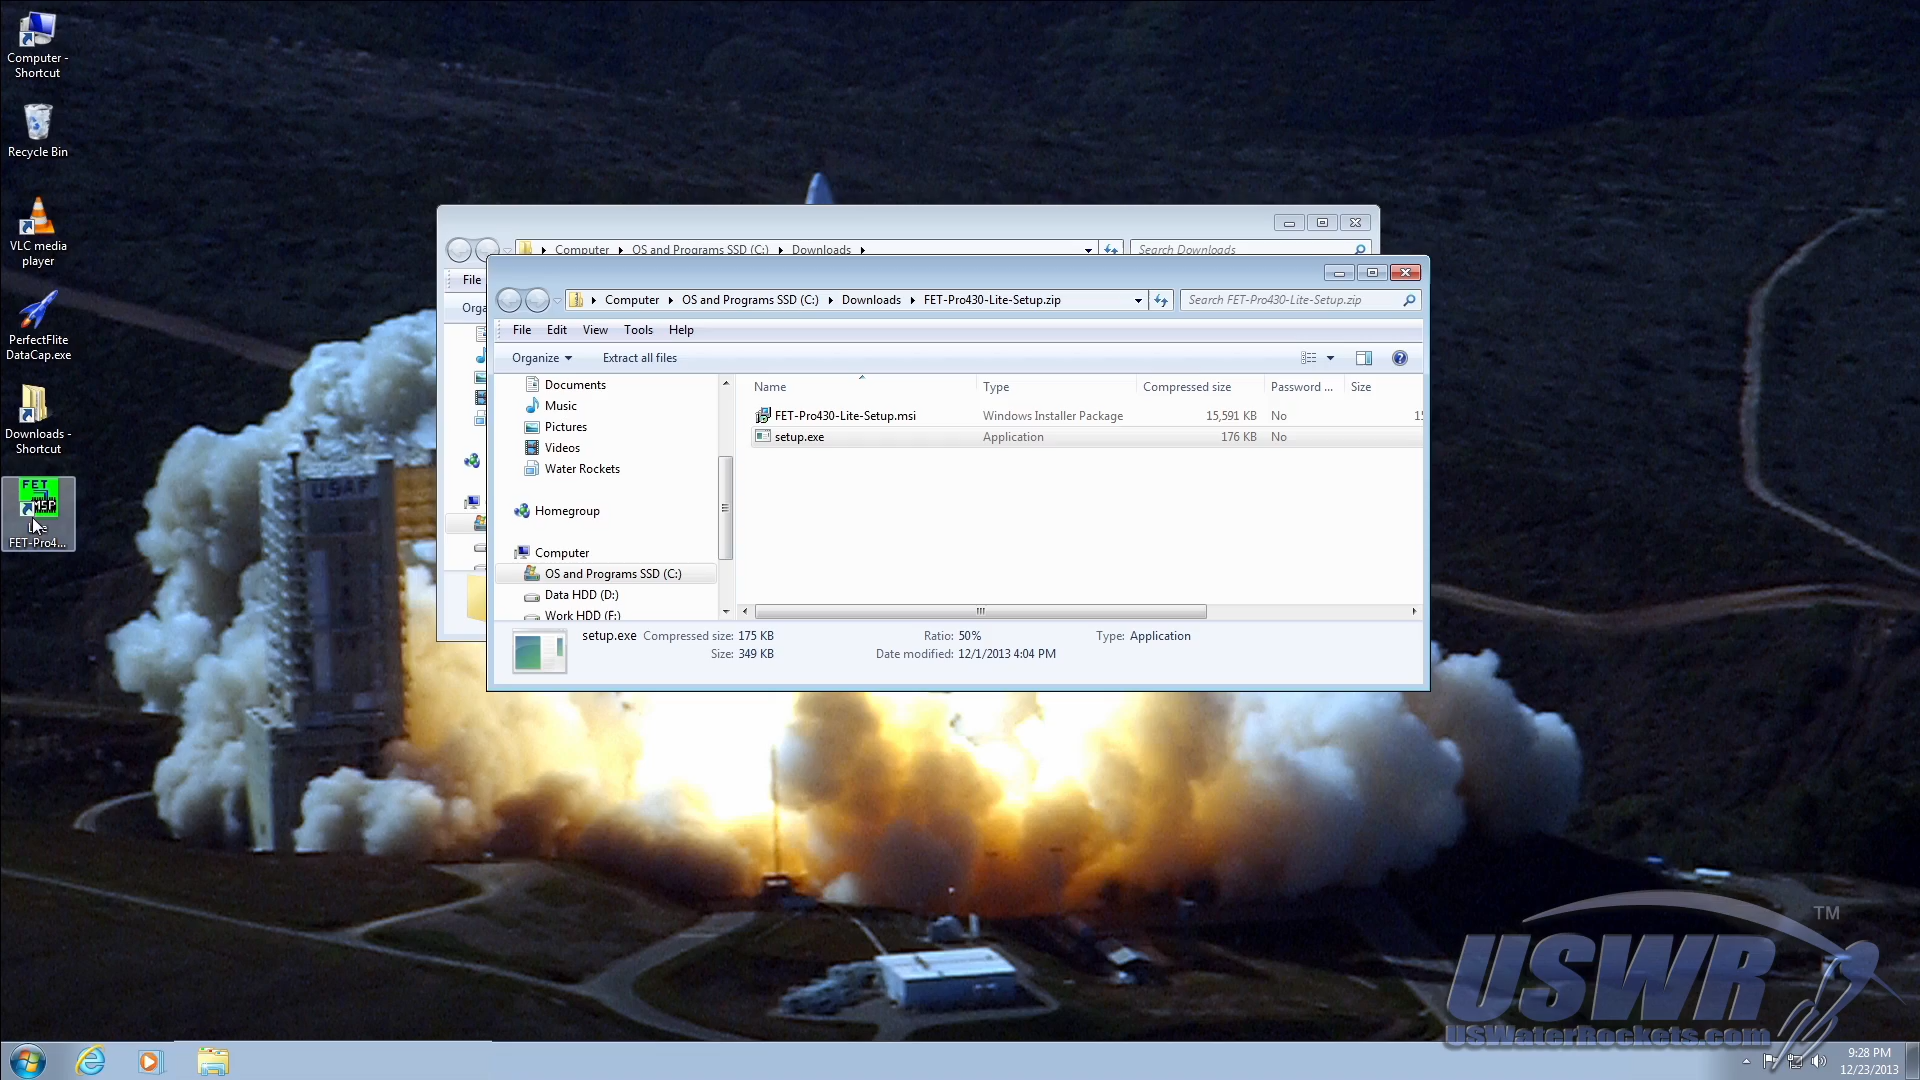 Computer -
Shortcut
Recycle Bin
VLC media
player
PerfectFlite
DataCap.exe
Downloads -
Shortcut
FET
MSP
Lite
FET-Pro4...
USAF
Computer
OS and Programs SSD (C:)
Downloads
Search Downloads
File
Orga
Computer
OS and Programs SSD (C:)
Downloads
FET-Pro430-Lite-Setup.zip
Search FET-Pro430-Lite-Setup.zip
File Edit View Tools Help
Organize
Extract all files
Documents
Music
Pictures
Videos
Water Rockets
Homegroup
Computer
OS and Programs SSD (C:)
Data HDD (D:)
Work HDD (F:)
Name Type Compressed size Password ... Size
FET-Pro430-Lite-Setup.msi Windows Installer Package 15,591 KB No 15
setup.exe Application 176 KB No
setup.exe Compressed size: 175 KB Ratio: 50% Type: Application
Size: 349 KB Date modified: 12/1/2013 4:04 PM
TM
USWR
USWaterRockets.com
9:28 PM
12/23/2013